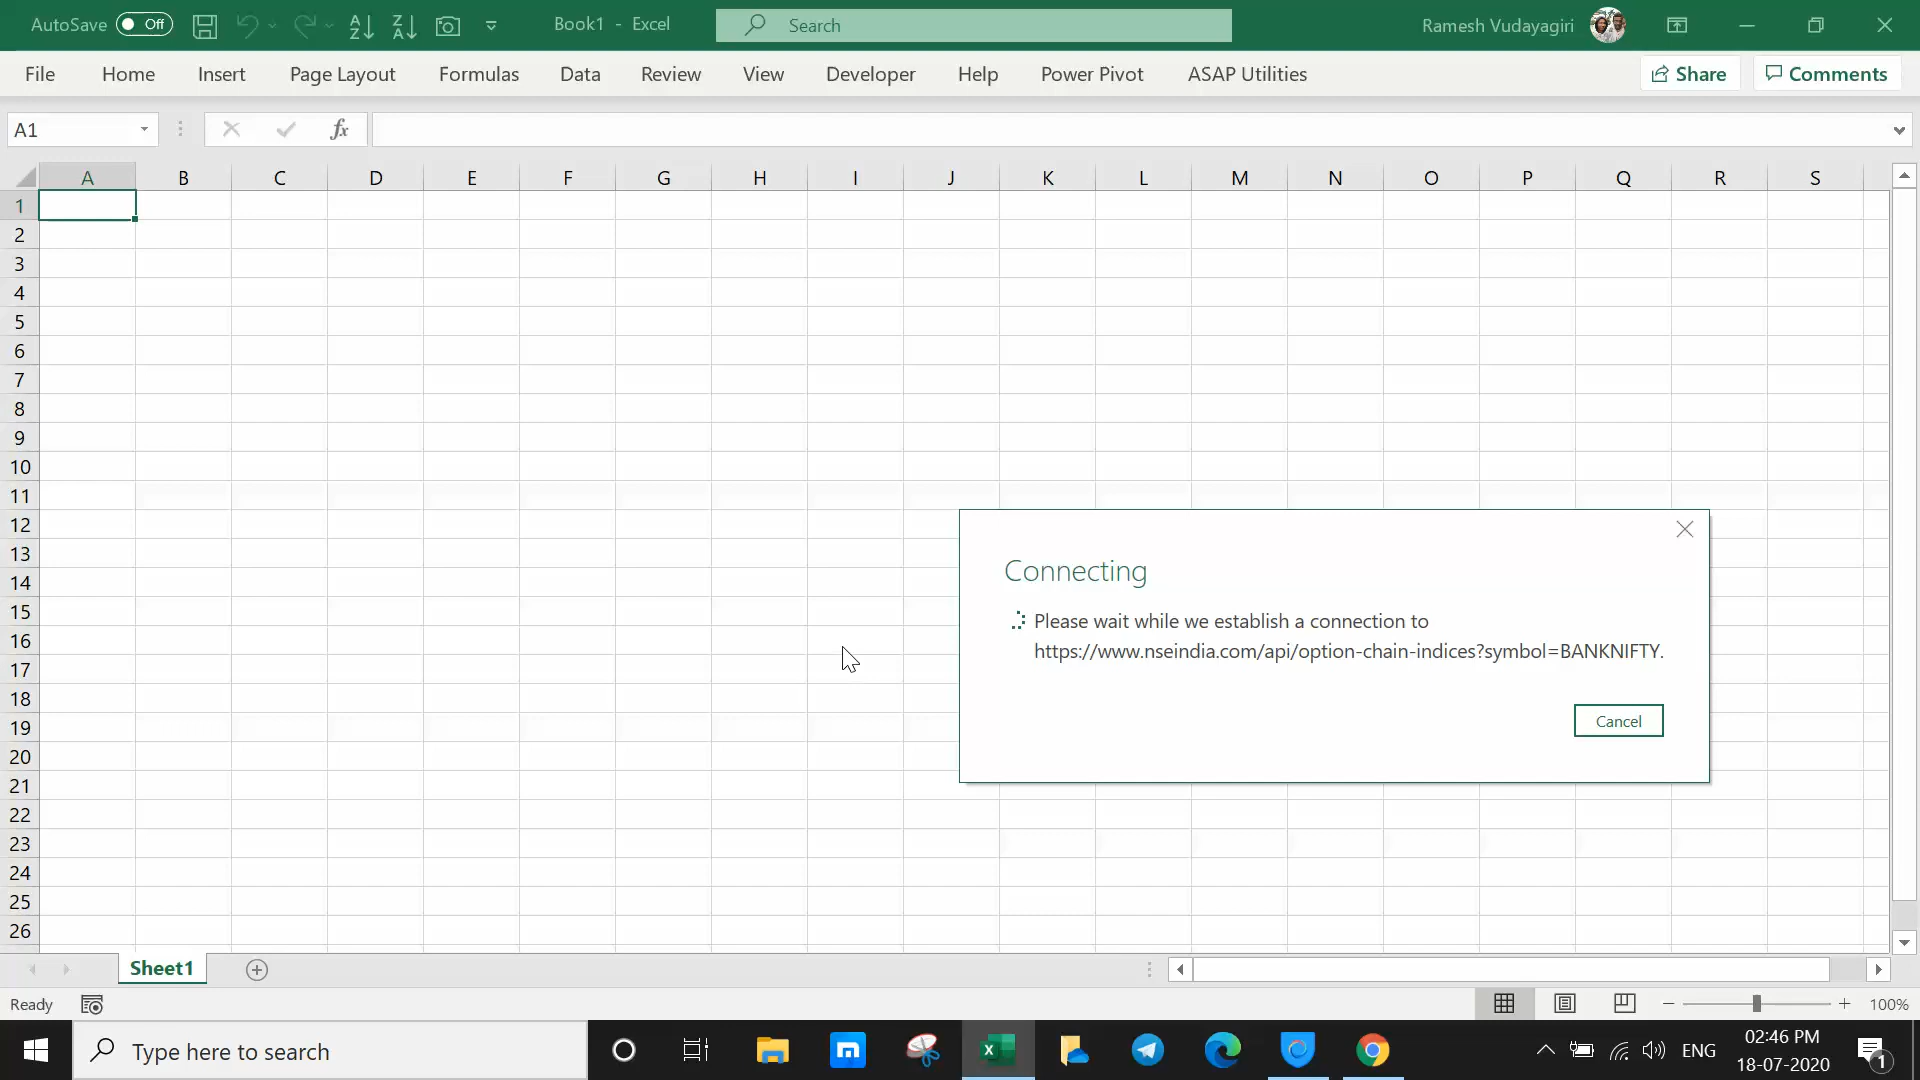 AutoSave Off Book1 - Excel Search Ramesh Vudayagiri
File Home Insert Page Layout Formulas Data Review View Developer Help Power Pivot ASAP Utilities Share Comments
A1 fx
A B C D E F G H I J K L M N O P Q R S
1
2
3
4
5
6
7
8
9
10
11
12
13
14
15
16
17
18
19
20
21
22
23
24
25
26
Connecting
Please wait while we establish a connection to
https://www.nseindia.com/api/option-chain-indices?symbol=BANKNIFTY.
Cancel
Sheet1
Ready 100%
Type here to search ENG 02:46 PM
18-07-2020 1